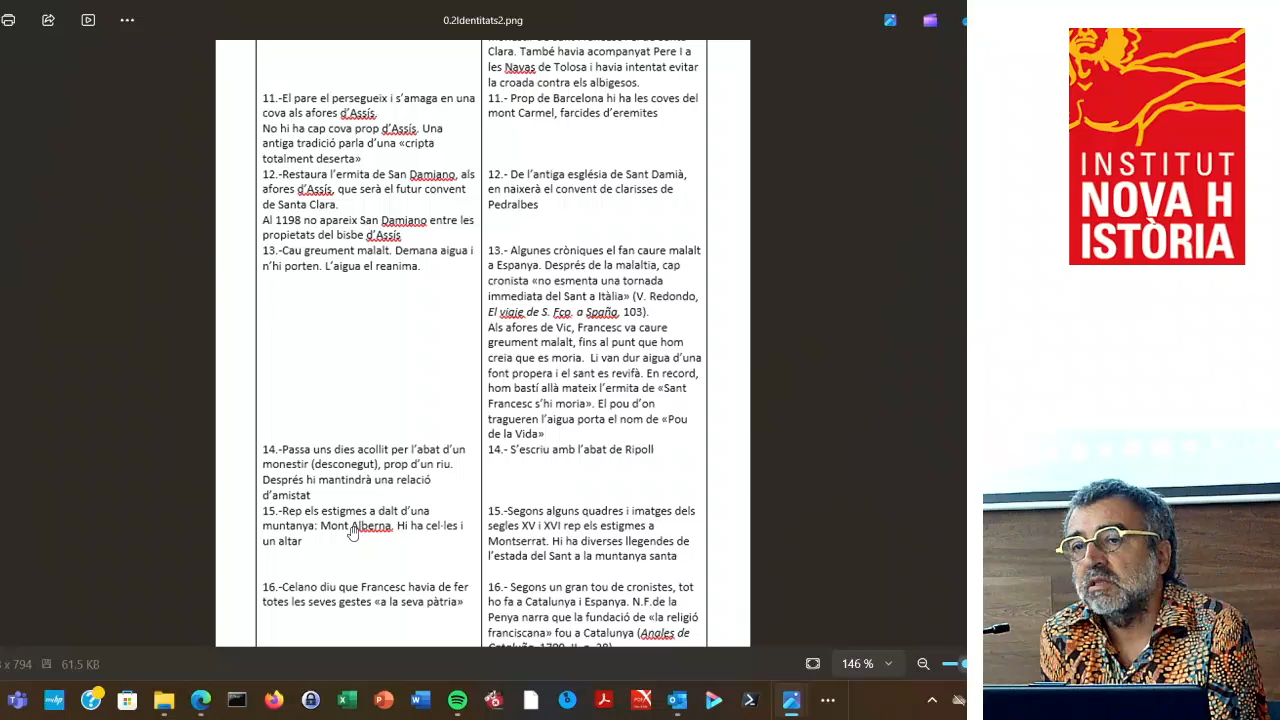 0.2Identitats2.png
Clara. També havia acompanyat Pere I a
les Navas de Tolosa i havia intentat evitar
la croada contra els albigesos.
11.-El pare el persegueix i s'amaga en una
cova als afores d'Assís.
No hi ha cap cova prop d'Assís. Una
antiga tradició parla d'una «cripta
totalment deserta»
11.- Prop de Barcelona hi ha les coves del
mont Carmel, farcides d'eremites
12.-Restaura l'ermita de San Damiano, als
afores d'Assís, que serà el futur convent
de Santa Clara.
Al 1198 no apareix San Damiano entre les
propietats del bisbe d'Assís
12.- De l'antiga església de Sant Damià,
en naixerà el convent de clarisses de
Pedralbes
13.-Cau greument malalt. Demana aigua i
n'hi porten. L'aigua el reanima.
13.- Algunes cròniques el fan caure malalt
a Espanya. Després de la malaltia, cap
cronista «no esmenta una tornada
immediata del Sant a Itàlia» (V. Redondo,
El viaje de S. Fco. a Spaña, 103).
Als afores de Vic, Francesc va caure
greument malalt, fins al punt que hom
creia que es moria.  Li van dur aigua d'una
font propera i el sant es revifà. En record,
hom bastí allà mateix l'ermita de «Sant
Francesc s'hi moria». El pou d'on
tragueren l'aigua porta el nom de «Pou
de la Vida»
14.-Passa uns dies acollit per l'abat d'un
monestir (desconegut), prop d'un riu.
Després hi mantindrà una relació
d'amistat
14.- S'escriu amb l'abat de Ripoll
15.-Rep els estigmes a dalt d'una
muntanya: Mont Alberna. Hi ha cel·les i
un altar
15.-Segons alguns quadres i imatges dels
segles XV i XVI rep els estigmes a
Montserrat. Hi ha diverses llegendes de
l'estada del Sant a la muntanya santa
16.-Celano diu que Francesc havia de fer
totes les seves gestes «a la seva pàtria»
16.- Segons un gran tou de cronistes, tot
ho fa a Catalunya i Espanya. N.F.de la
Penya narra que la fundació de «la religió
franciscana» fou a Catalunya (Anales de
x 794
61.5 KB
146 %
INSTITUT
NOVA H
ISTÒRIA